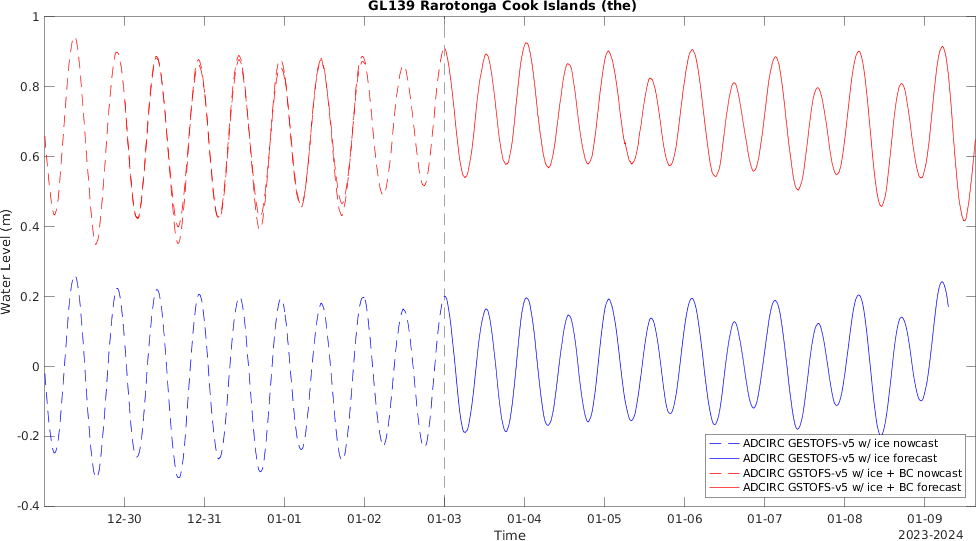 GL139 Rarotonga Cook Islands (the)
Water Level (m)
1
0.8
0.6
0.4
0.2
0
-0.2
-0.4
ADCIRC GESTOFS-v5 w/ ice nowcast
ADCIRC GESTOFS-v5 w/ ice forecast
ADCIRC GSTOFS-v5 w/ ice + BC nowcast
ADCIRC GSTOFS-v5 w/ ice + BC forecast
12-30 12-31 01-01 01-02 01-03 01-04 01-05 01-06 01-07 01-08 01-09
Time
2023-2024